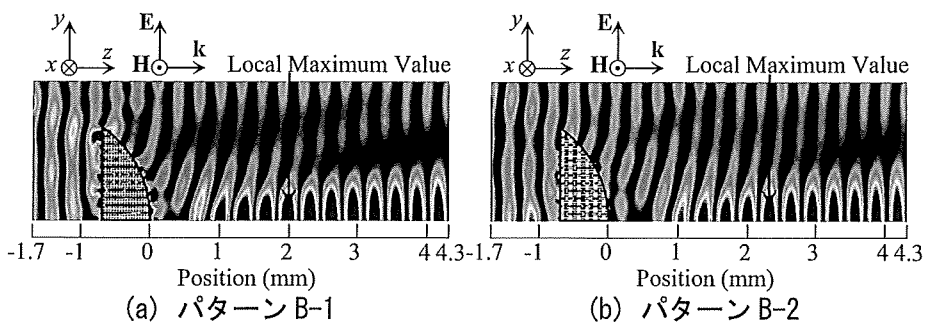 y E y E
z k z k
x H Local Maximum Value x H Local Maximum Value
-1.7 -1 0 1 2 3 4 4.3 -1.7 -1 0 1 2 3 4 4.3
Position (mm) Position (mm)
(a) パターン B-1 (b) パターン B-2